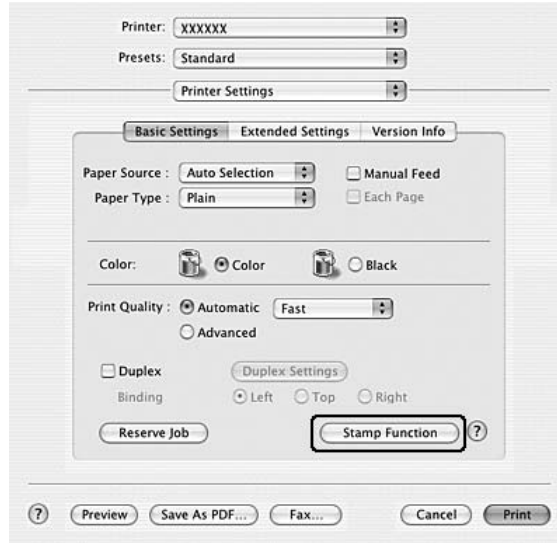 Printer: XXXXXX
Presets: Standard
Printer Settings
Basic Settings Extended Settings Version Info
Paper Source : Auto Selection Manual Feed
Paper Type : Plain Each Page
Color: Color Black
Print Quality : Automatic Fast
Advanced
Duplex Duplex Settings
Binding Left Top Right
Reserve Job Stamp Function ?
? Preview Save As PDF... Fax... Cancel Print